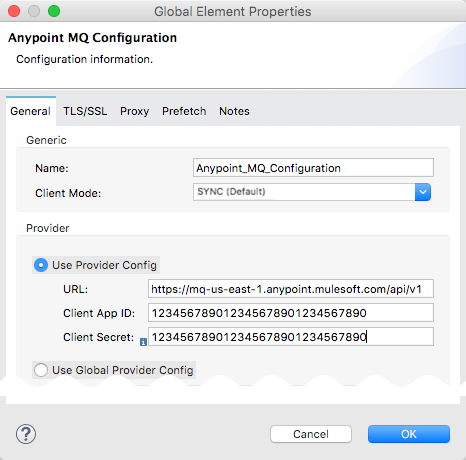 Global Element Properties
Anypoint MQ Configuration
Configuration information.
General TLS/SSL Proxy Prefetch Notes
Generic
Name: Anypoint_MQ_Configuration
Client Mode: SYNC (Default)
Provider
Use Provider Config
URL: https://mq-us-east-1.anypoint.mulesoft.com/api/v1
Client App ID: 123456789012345678901234567890
Client Secret: 123456789012345678901234567890
Use Global Provider Config
? Cancel OK